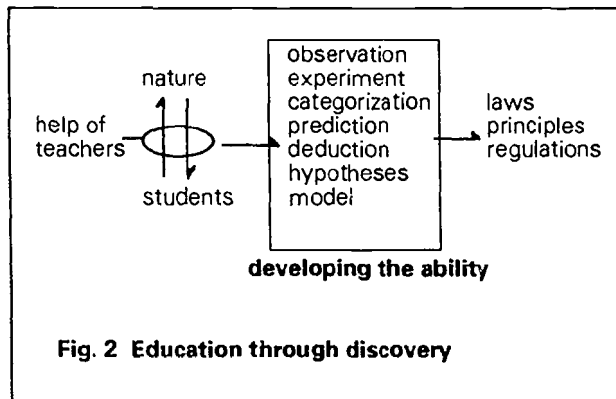 nature
help of
teachers
students
observation
experiment
categorization
prediction
deduction
hypotheses
model
laws
principles
regulations
developing the ability
Fig. 2 Education through discovery